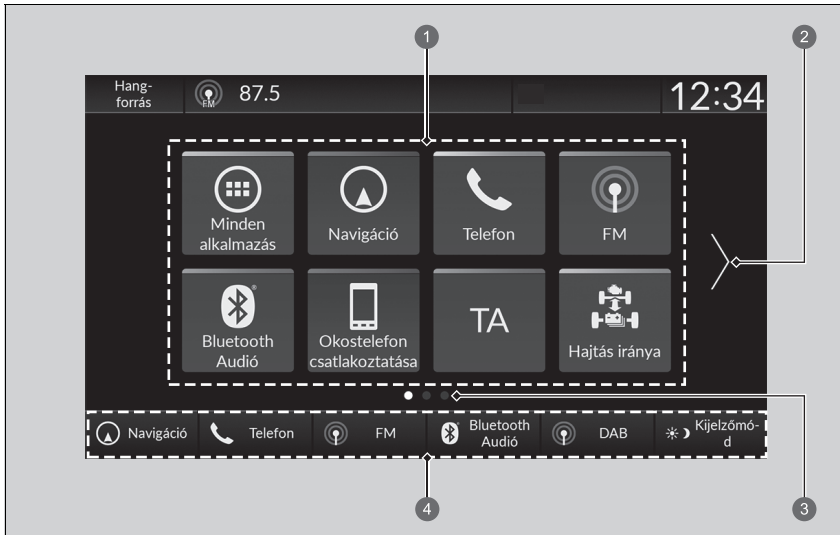 1
2
Hang-
forrás
FM
87.5
12:34
Minden
alkalmazás
Navigáció
Telefon
FM
Bluetooth
Audió
Okostelefon
csatlakoztatása
TA
Hajtás iránya
Navigáció
Telefon
FM
Bluetooth
Audió
DAB
Kijelzőmó-
d
4
3